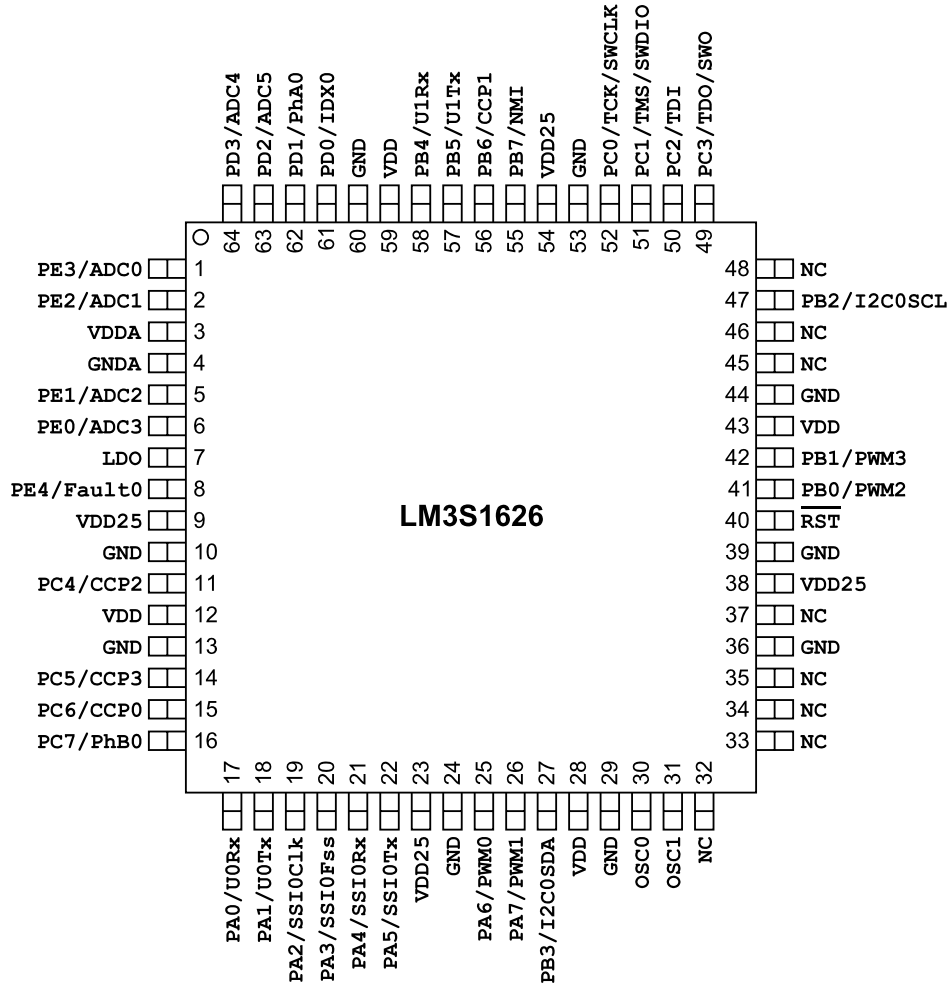 PD3/ADC4
PD2/ADC5
PD1/PhA0
PD0/IDX0
GND
VDD
PB4/U1Rx
PB5/U1Tx
PB6/CCP1
PB7/NMI
VDD25
GND
PC0/TCK/SWCLK
PC1/TMS/SWDIO
PC2/TDI
PC3/TDO/SWO
64
63
62
61
60
59
58
57
56
55
54
53
52
51
50
49
PE3/ADC0 1
PE2/ADC1 2
VDDA 3
GNDA 4
PE1/ADC2 5
PE0/ADC3 6
LDO 7
PE4/Fault0 8
VDD25 9
GND 10
PC4/CCP2 11
VDD 12
GND 13
PC5/CCP3 14
PC6/CCP0 15
PC7/PhB0 16
LM3S1626
48 NC
47 PB2/I2C0SCL
46 NC
45 NC
44 GND
43 VDD
42 PB1/PWM3
41 PB0/PWM2
40 RST
39 GND
38 VDD25
37 NC
36 GND
35 NC
34 NC
33 NC
17
18
19
20
21
22
23
24
25
26
27
28
29
30
31
32
PA0/U0Rx
PA1/U0Tx
PA2/SSI0Clk
PA3/SSI0Fss
PA4/SSI0Rx
PA5/SSI0Tx
VDD25
GND
PA6/PWM0
PA7/PWM1
PB3/I2C0SDA
VDD
GND
OSC0
OSC1
NC